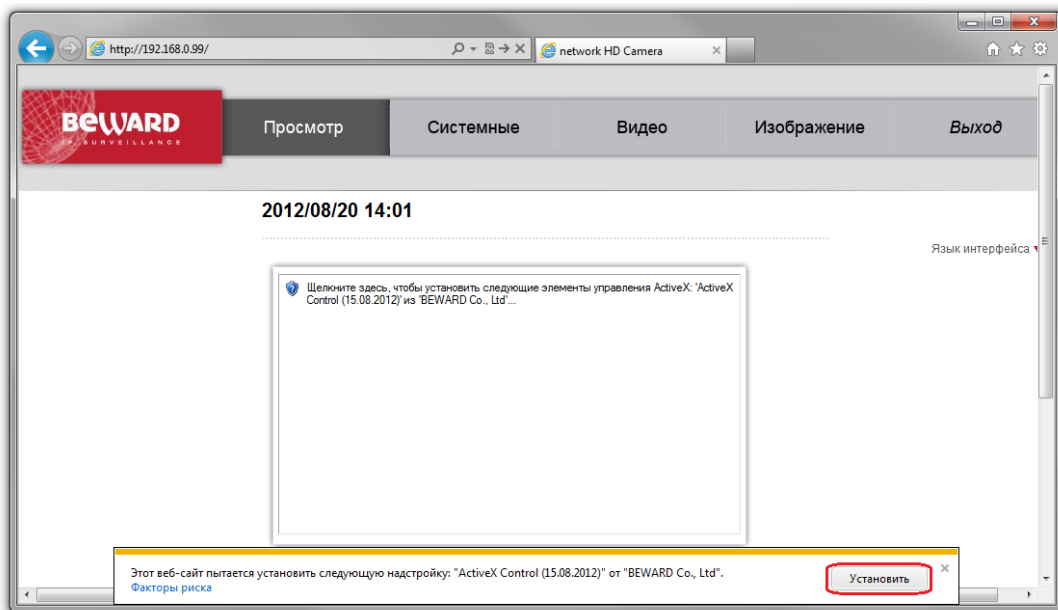 http://192.168.0.99/
network HD Camera
BEWARD
IP SURVEILLANCE
Просмотр
Системные
Видео
Изображение
Выход
2012/08/20 14:01
Язык интерфейса
Щелкните здесь, чтобы установить следующие элементы управления ActiveX: 'ActiveX
Control (15.08.2012)' из 'BEWARD Co., Ltd'...
Этот веб-сайт пытается установить следующую надстройку: "ActiveX Control (15.08.2012)" от "BEWARD Co., Ltd".
Факторы риска
Установить